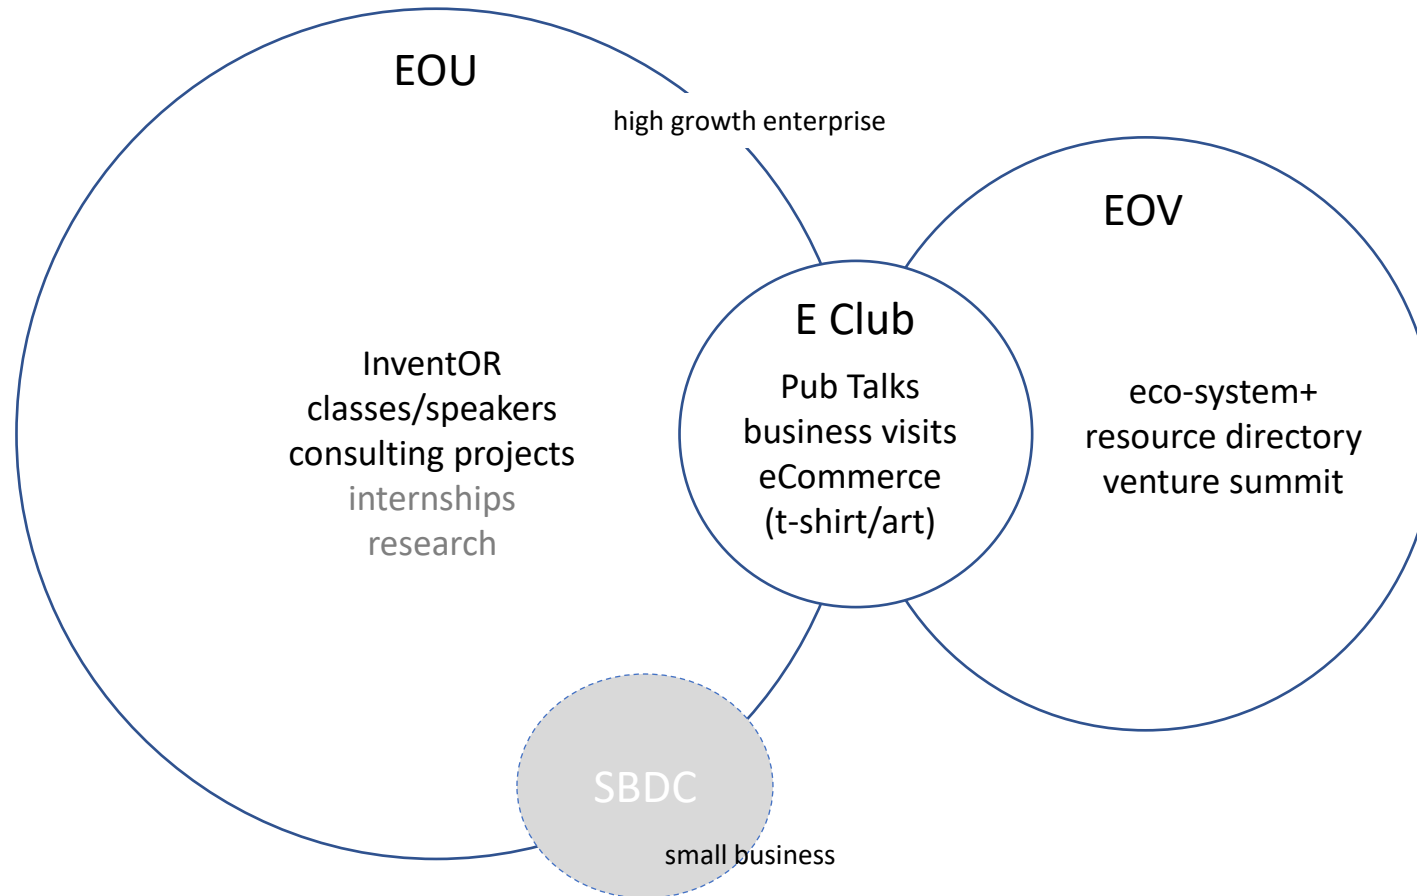 EOU
high growth enterprise
EOV
E Club
InventOR
classes/speakers
consulting projects
internships
research
Pub Talks
business visits
eCommerce
(t-shirt/art)
eco-system+
resource directory
venture summit
SBDC
small business